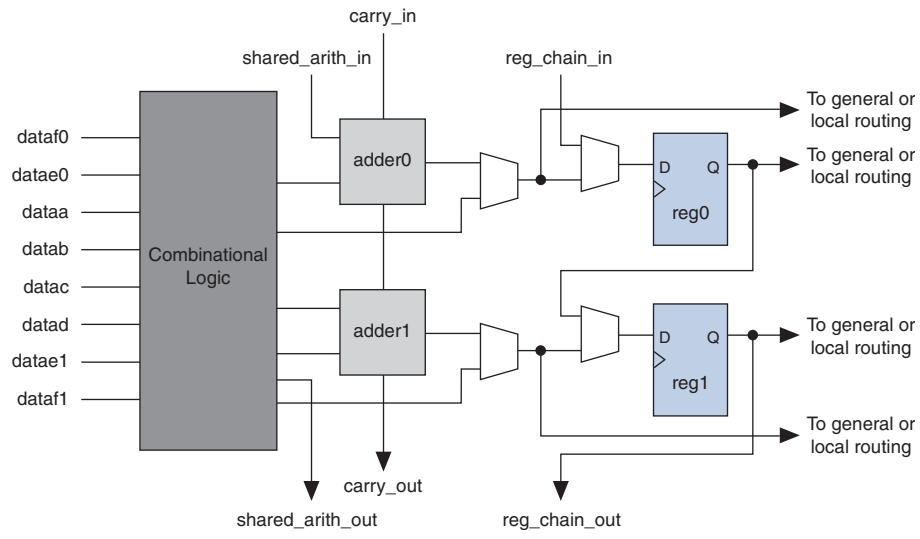 carry_in
shared_arith_in
reg_chain_in
To general or
local routing
dataf0
adder0
D Q
To general or
local routing
datae0
dataa
reg0
datab
Combinational
Logic
datac
datad
adder1
D Q
To general or
local routing
datae1
reg1
dataf1
To general or
local routing
carry_out
shared_arith_out
reg_chain_out